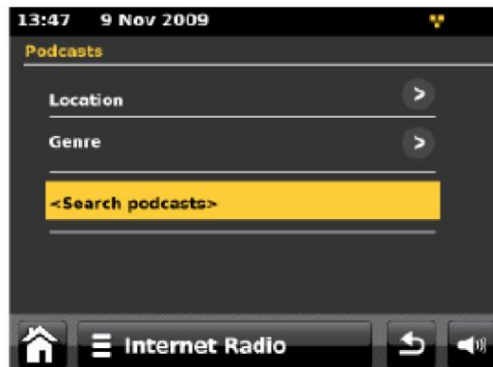 13:47 9 Nov 2009
Podcasts
Location >
Genre >
<Search podcasts>
Internet Radio